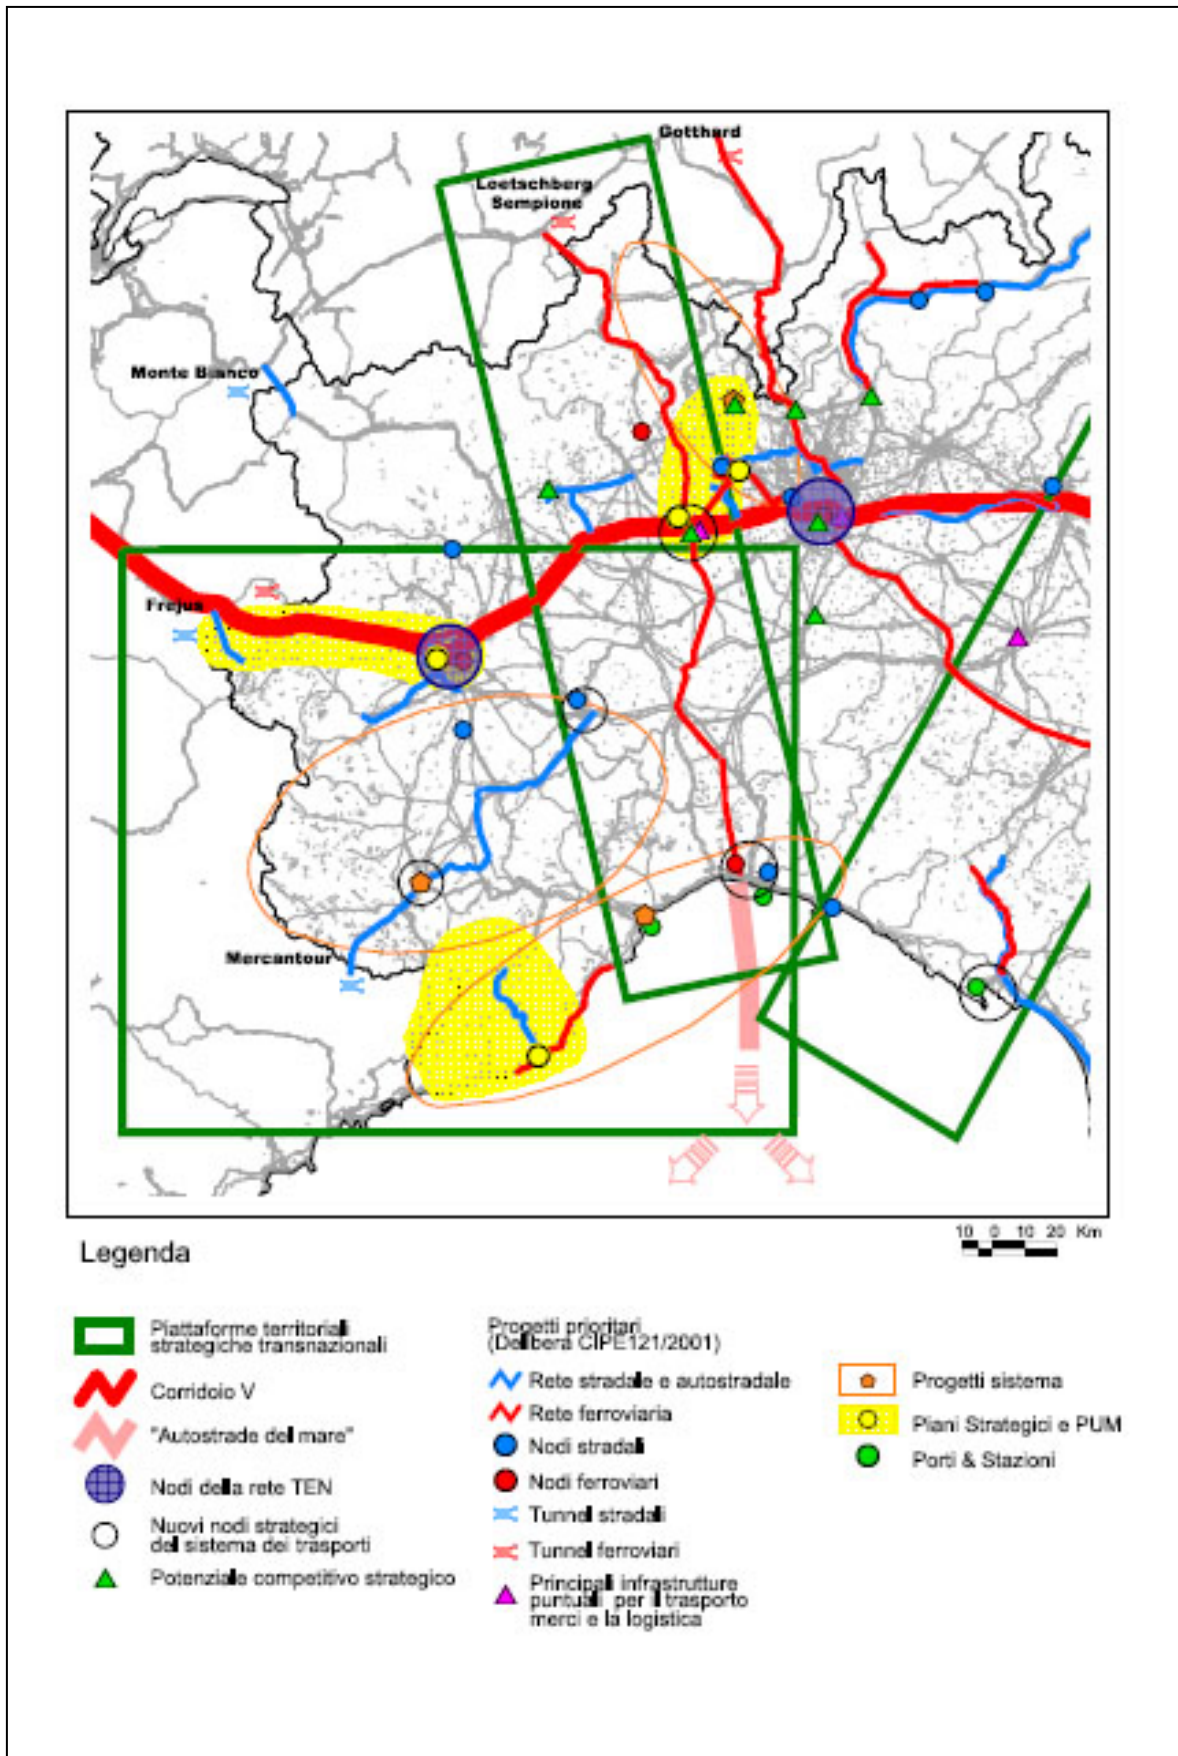 Gotthard
Loetschberg
Sempione
Monte Bianco
Frejus
Mercantour
10 0 10 20 Km
Legenda
Piattaforme territoriali
strategiche transnazionali
Corridoio V
"Autostrade del mare"
Nodi della rete TEN
Nuovi nodi strategici
del sistema dei trasporti
Potenziale competitivo strategico
Progetti prioritari
(Delibera CIPE121/2001)
Rete stradale e autostradale
Rete ferroviaria
Nodi stradali
Nodi ferroviari
Tunnel stradali
Tunnel ferroviari
Principali infrastrutture
puntuali per il trasporto
merci e la logistica
Progetti sistema
Piani Strategici e PUM
Porti & Stazioni